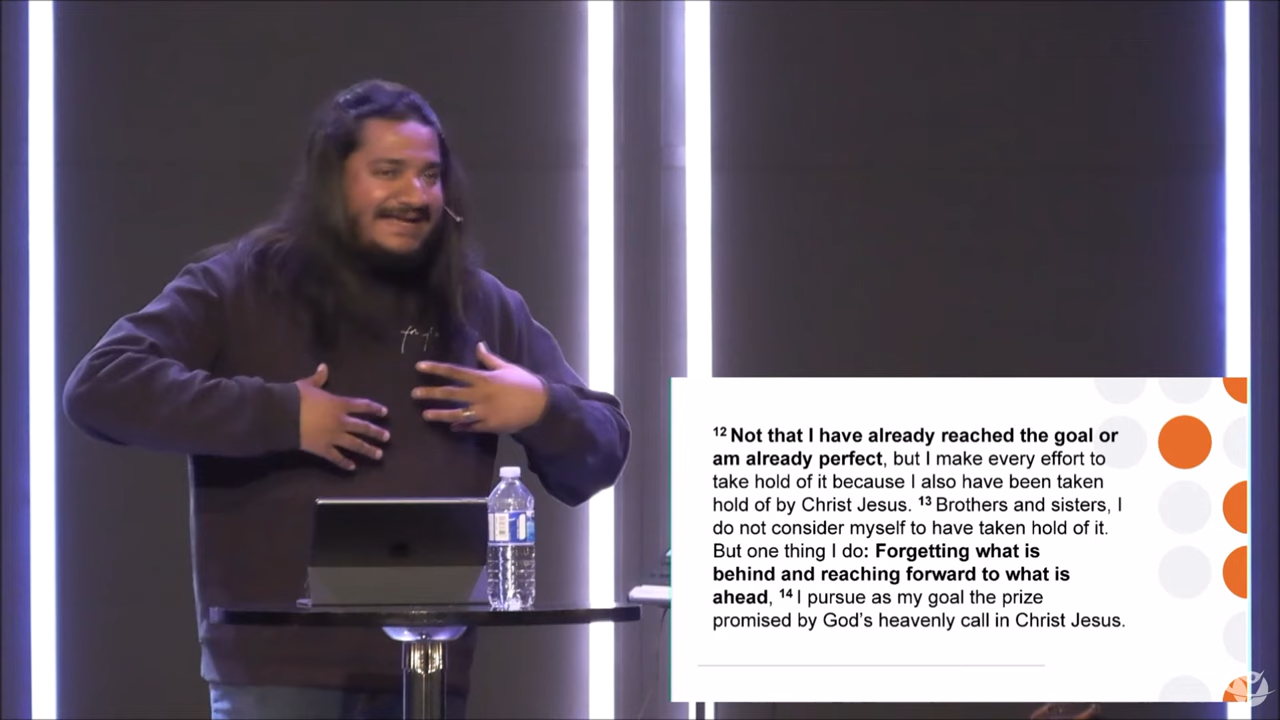 12 Not that I have already reached the goal or
am already perfect, but I make every effort to
take hold of it because I also have been taken
hold of by Christ Jesus. 13 Brothers and sisters, I
do not consider myself to have taken hold of it.
But one thing I do: Forgetting what is
behind and reaching forward to what is
ahead, 14 I pursue as my goal the prize
promised by God’s heavenly call in Christ Jesus.